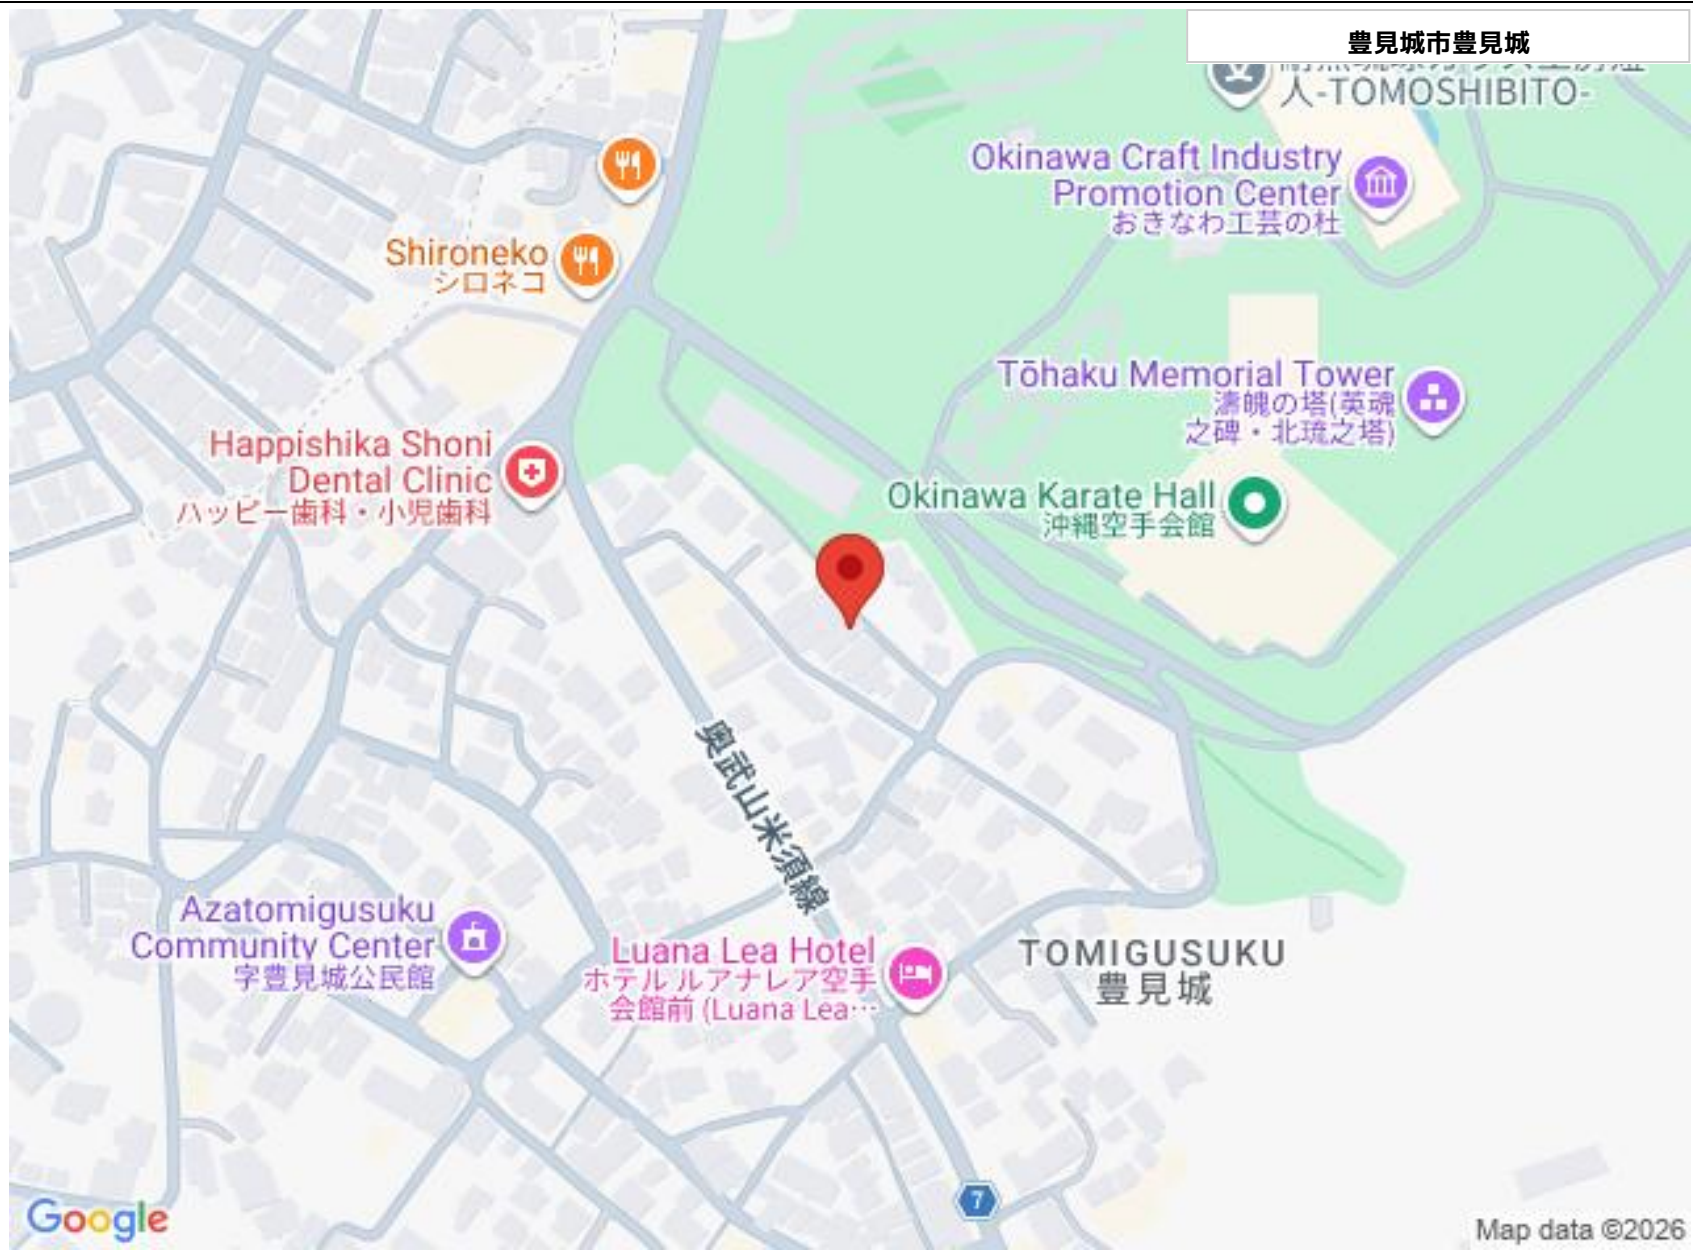 豊見城市豊見城
人-TOMOSHIBITO-
Okinawa Craft Industry
Promotion Center
おきなわ工芸の杜
Shironeko
シロネコ
Tōhaku Memorial Tower
濤魄の塔(英魂
之碑・北琉之塔)
Happishika Shoni
Dental Clinic
ハッピー歯科・小児歯科
Okinawa Karate Hall
沖縄空手会館
奥武山米須線
Azatomigusuku
Community Center
字豊見城公民館
Luana Lea Hotel
ホテル ルアナレア空手
会館前 (Luana Lea…
TOMIGUSUKU
豊見城
7
Google
Map data ©2026